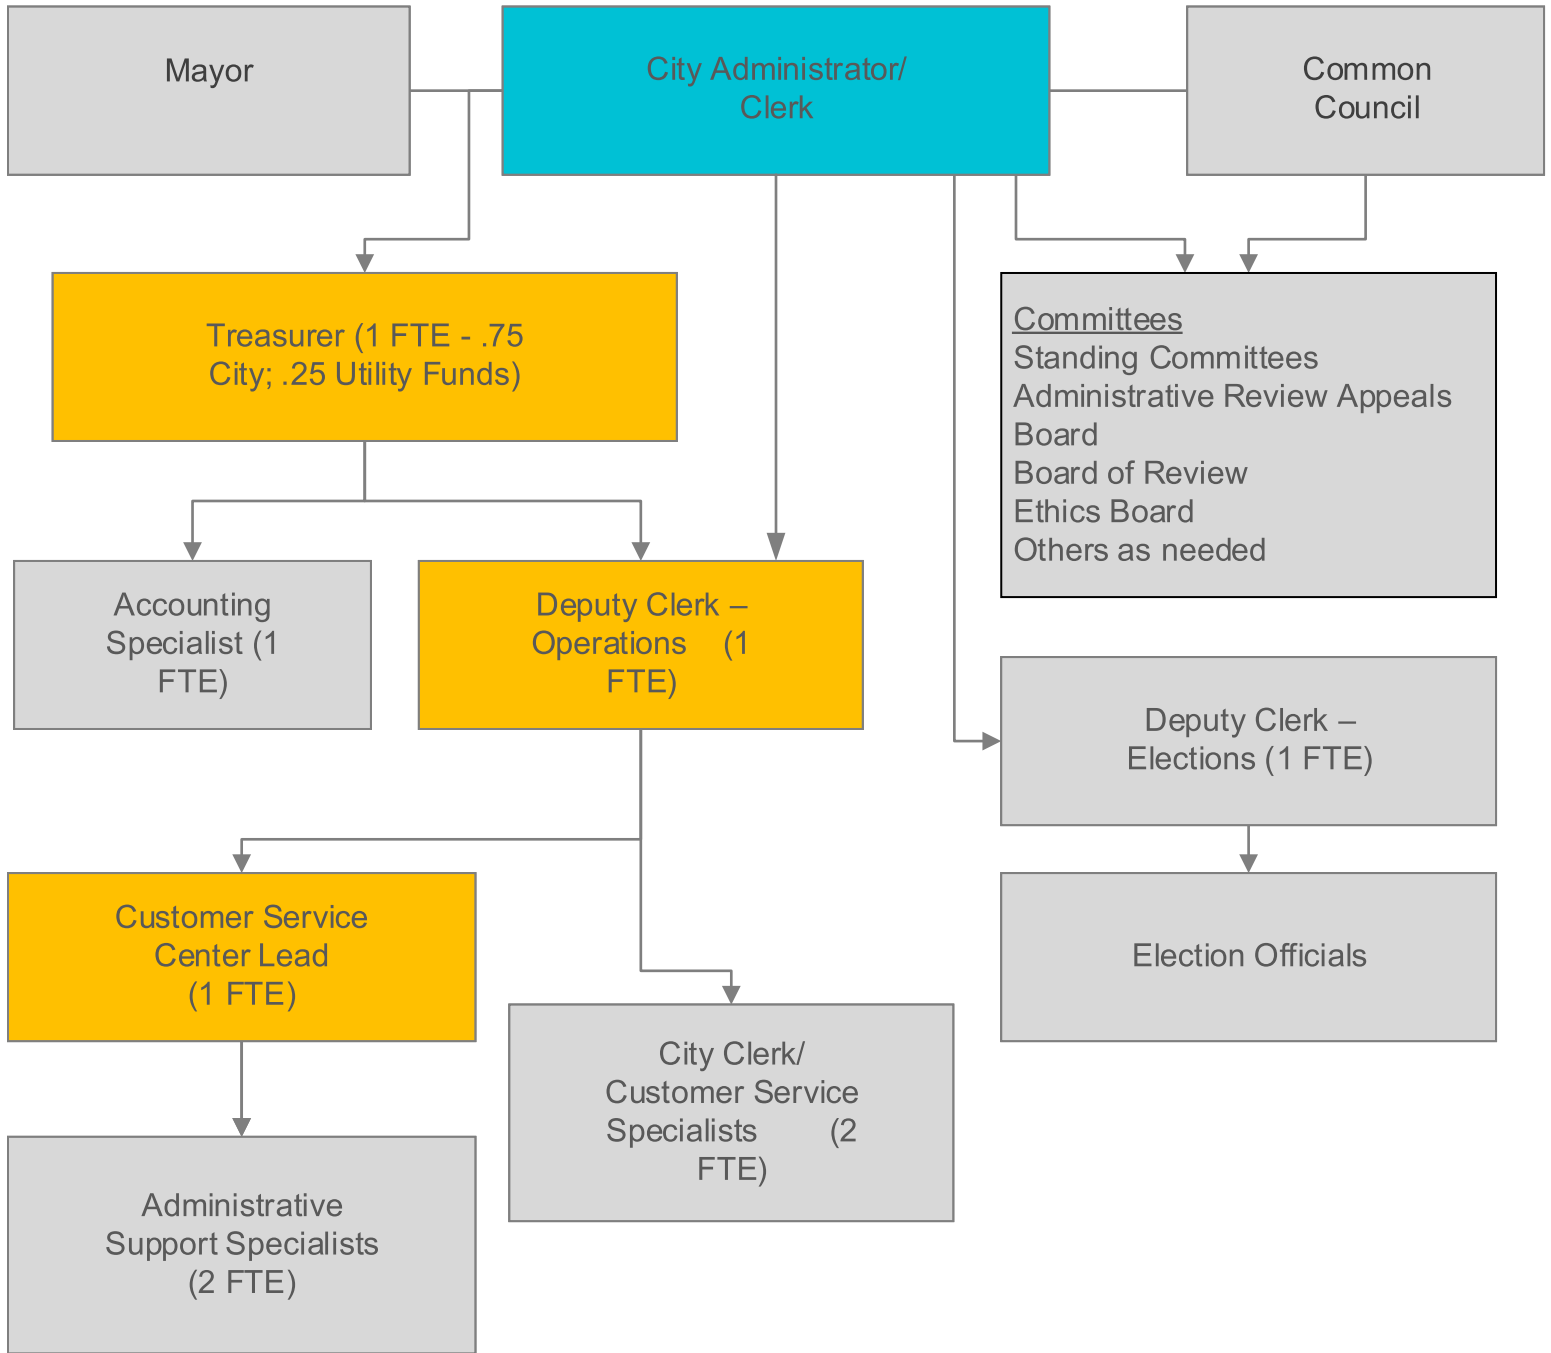 Mayor
City Administrator/
Clerk
Common
Council
Treasurer (1 FTE - .75
City; .25 Utility Funds)
Committees
Standing Committees
Administrative Review Appeals
Board
Board of Review
Ethics Board
Others as needed
Accounting
Specialist (1
FTE)
Deputy Clerk –
Operations (1
FTE)
Deputy Clerk –
Elections (1 FTE)
Customer Service
Center Lead
(1 FTE)
Election Officials
City Clerk/
Customer Service
Specialists (2
FTE)
Administrative
Support Specialists
(2 FTE)